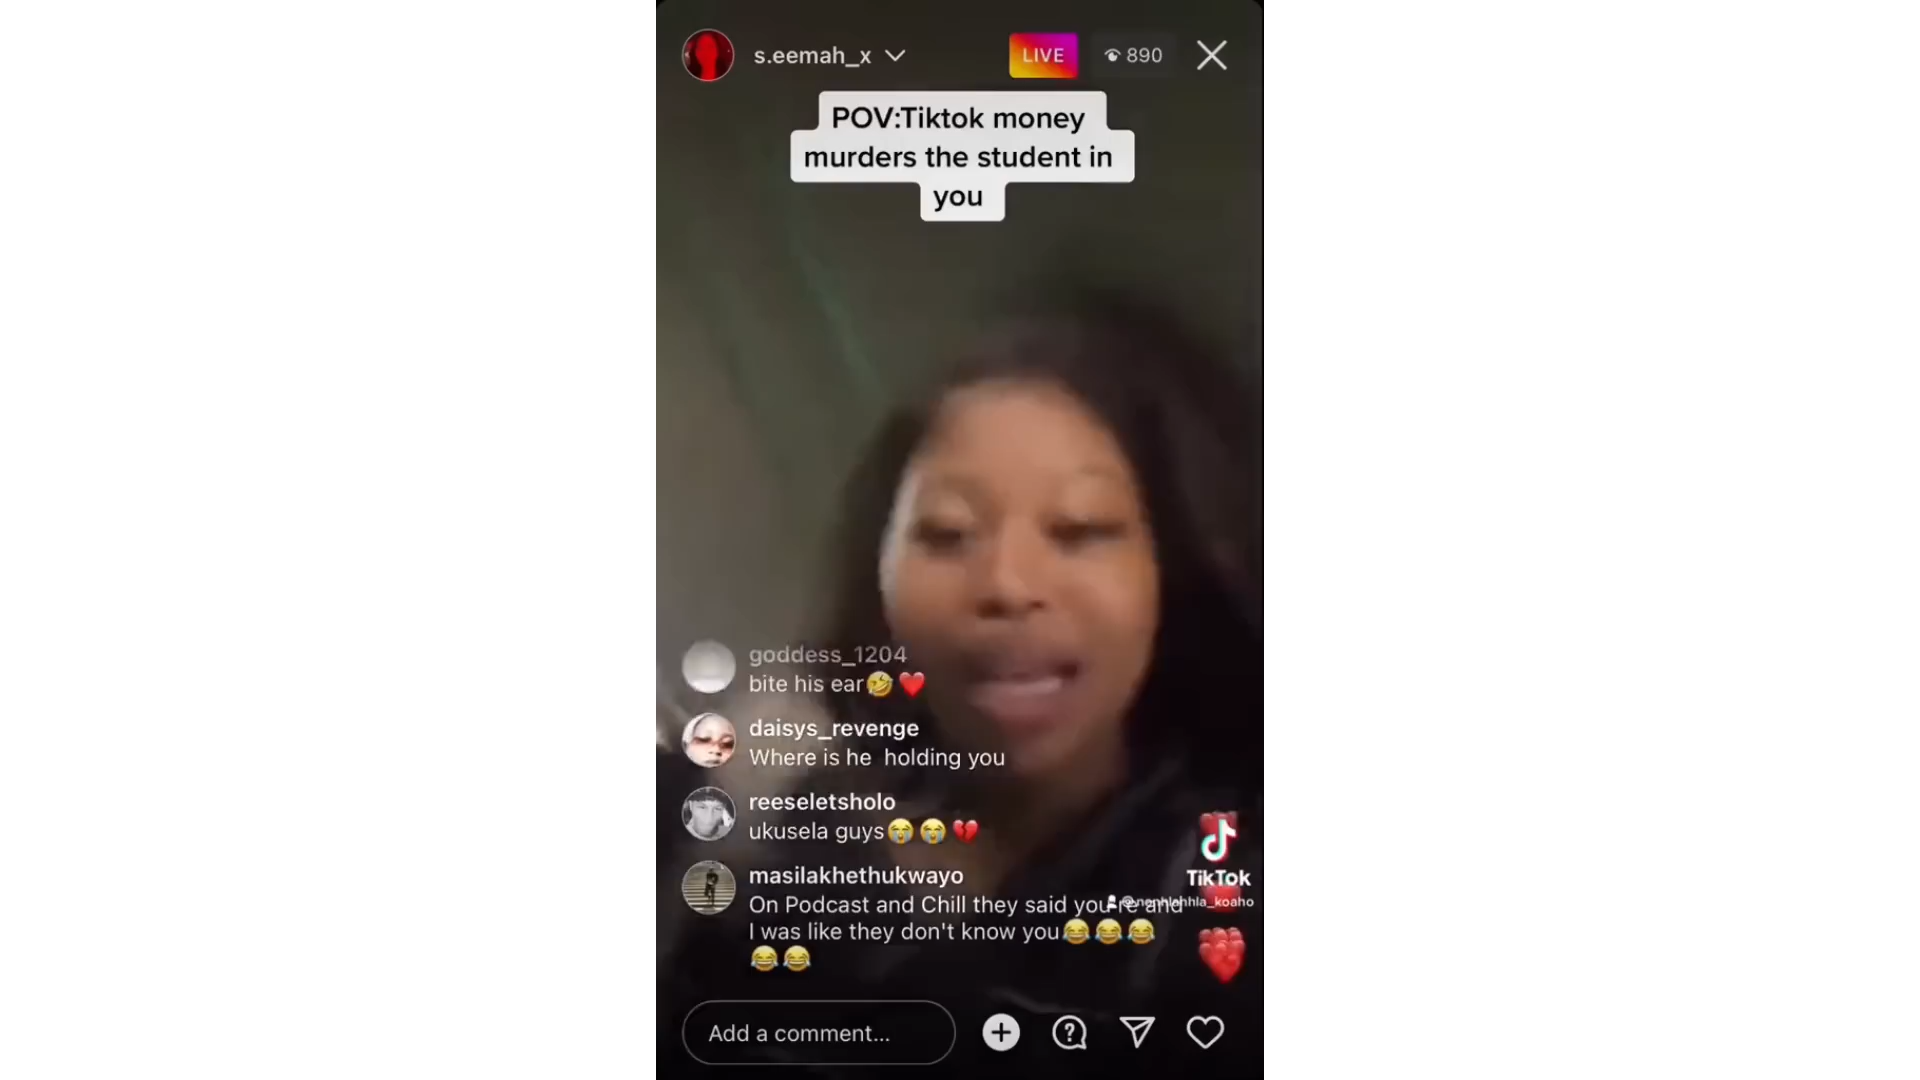 s.eemah_x
LIVE
890
POV:Tiktok money
murders the student in
you
goddess_1204
bite his ear🤣❤️
daisys_revenge
Where is he holding you
reeseletsholo
ukusela guys😭😭💔
masilakhethukwayo
On Podcast and Chill they said you're and
I was like they don't know you😂😂😂
😂😂
TikTok
Add a comment...